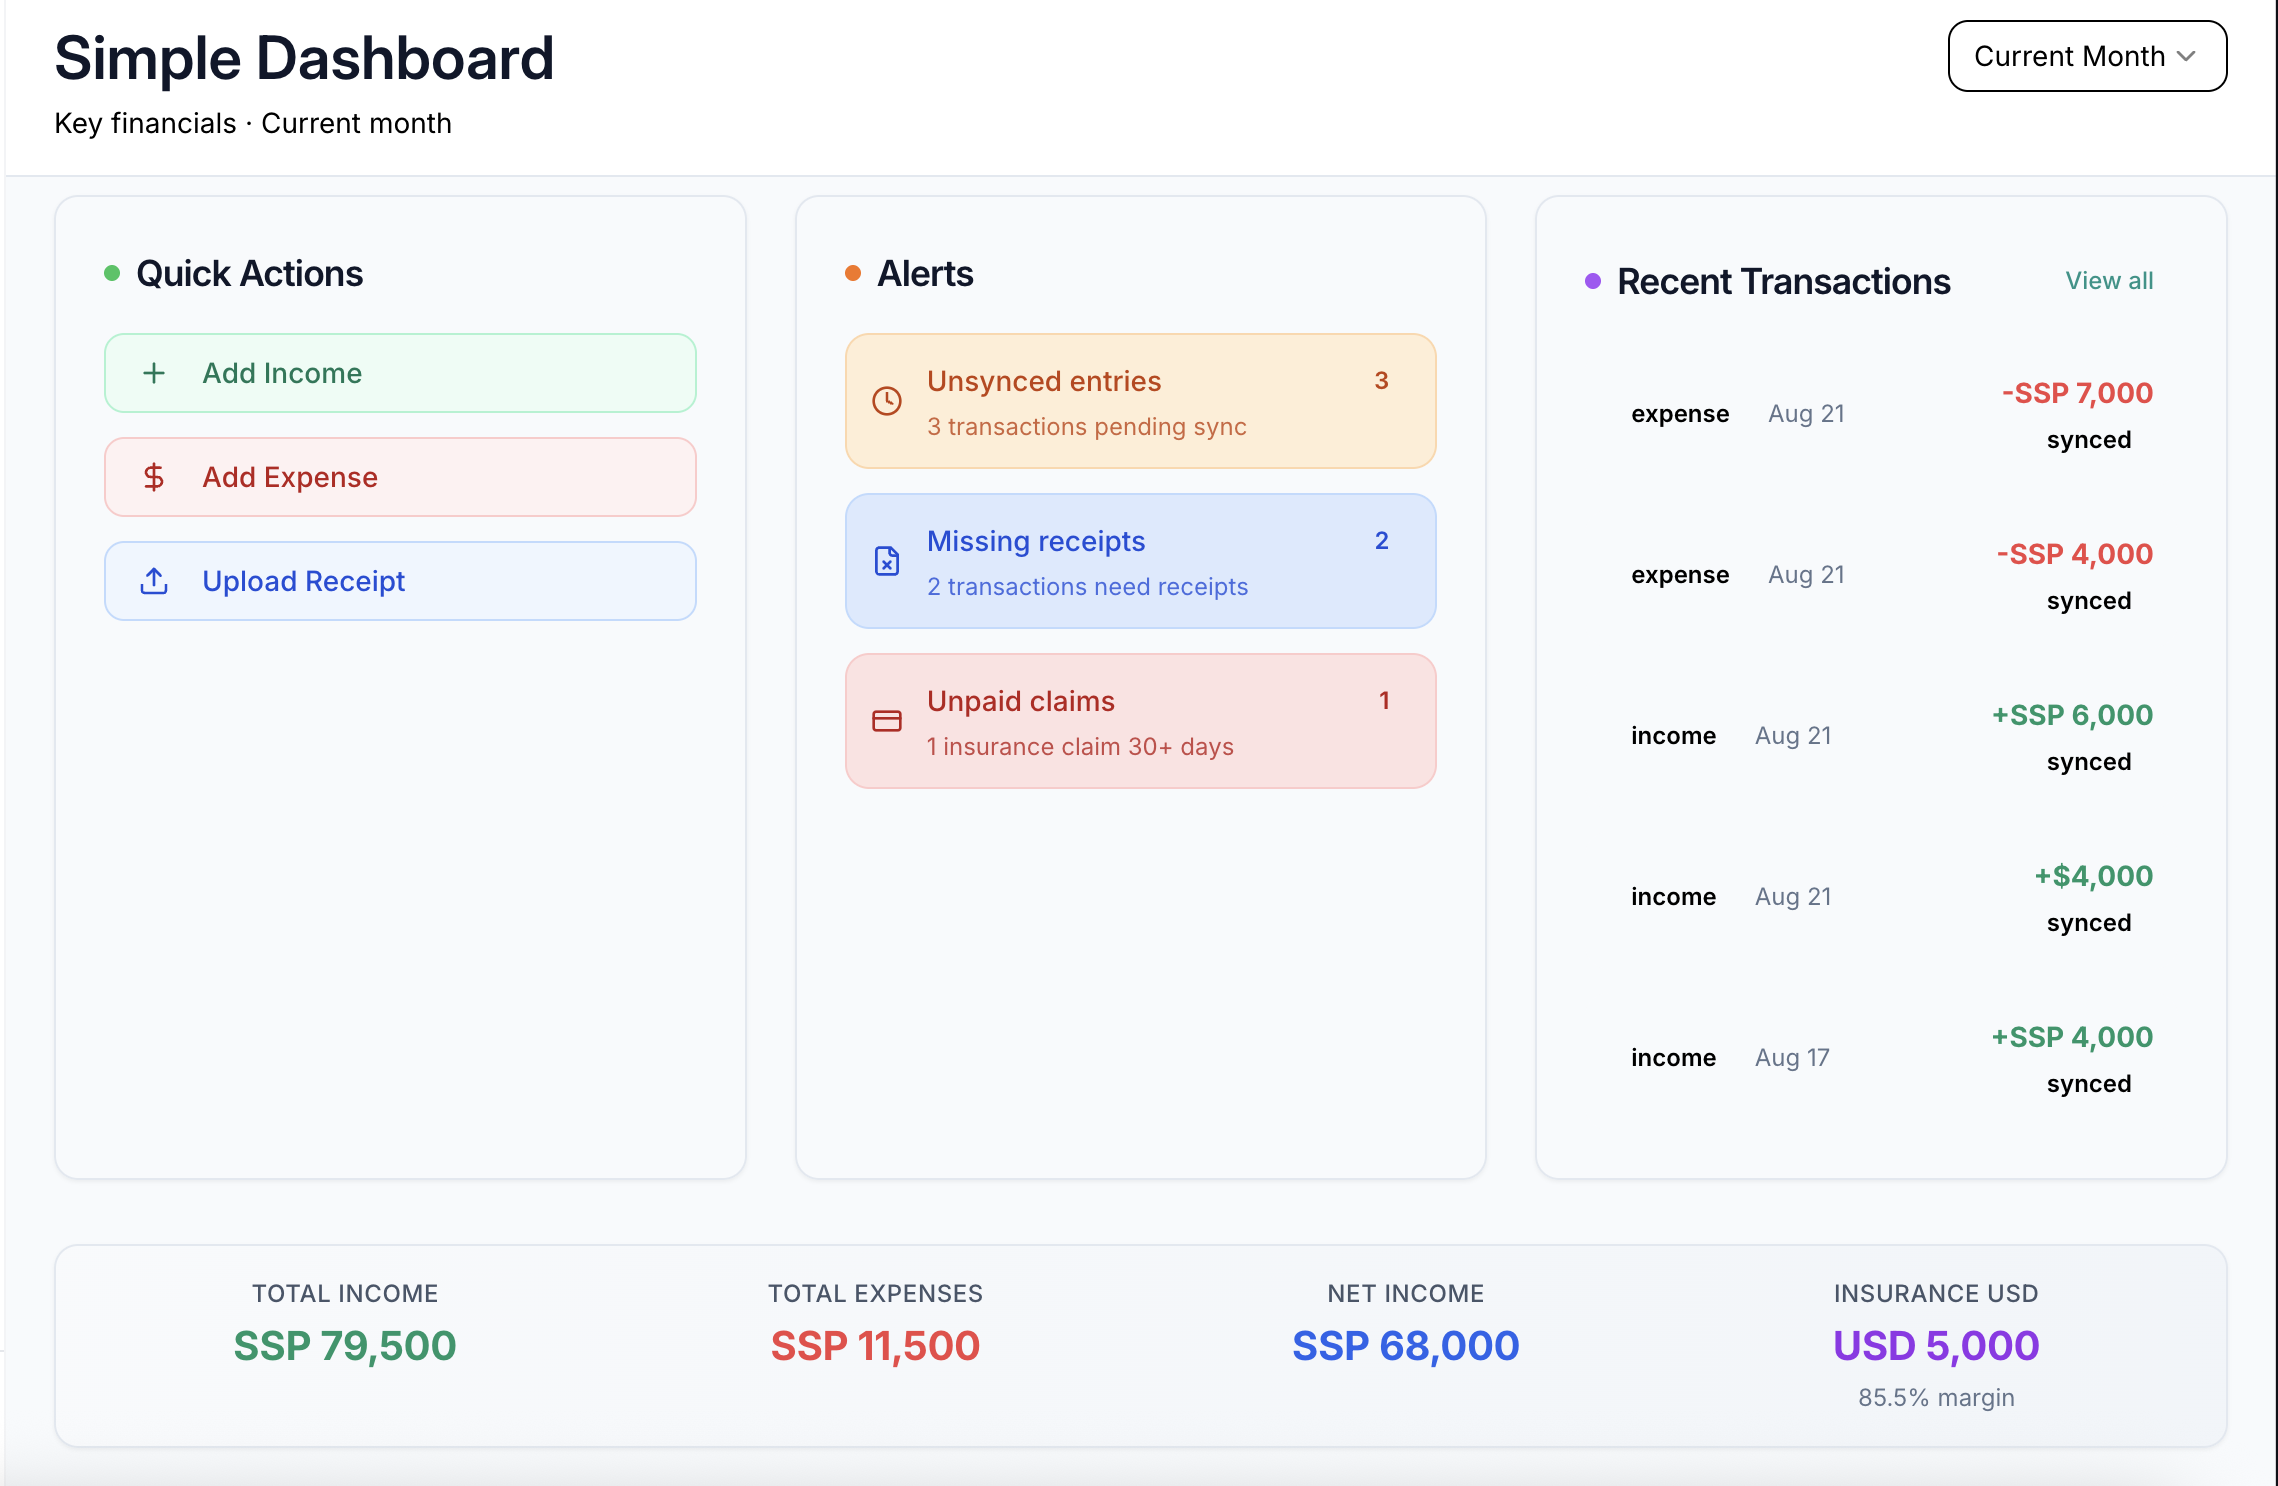 Simple Dashboard
Key financials · Current month
Current Month
Quick Actions
Add Income
Add Expense
Upload Receipt
Alerts
Unsynced entries 3
3 transactions pending sync
Missing receipts 2
2 transactions need receipts
Unpaid claims 1
1 insurance claim 30+ days
Recent Transactions View all
expense Aug 21 -SSP 7,000
synced
expense Aug 21 -SSP 4,000
synced
income Aug 21 +SSP 6,000
synced
income Aug 21 +$4,000
synced
income Aug 17 +SSP 4,000
synced
TOTAL INCOME
SSP 79,500
TOTAL EXPENSES
SSP 11,500
NET INCOME
SSP 68,000
INSURANCE USD
USD 5,000
85.5% margin